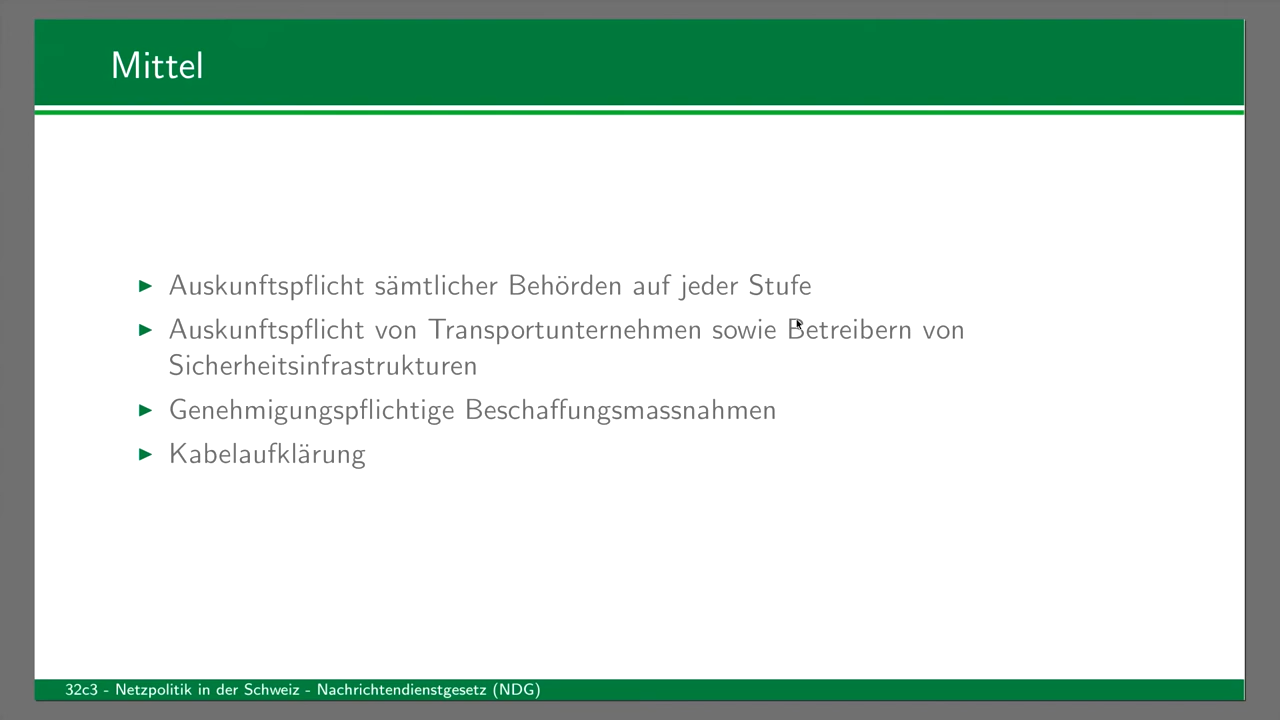 Mittel
Auskunftspflicht sämtlicher Behörden auf jeder Stufe
Auskunftspflicht von Transportunternehmen sowie Betreibern von
Sicherheitsinfrastrukturen
Genehmigungspflichtige Beschaffungsmassnahmen
Kabelaufklärung
32c3 - Netzpolitik in der Schweiz - Nachrichtendienstgesetz (NDG)